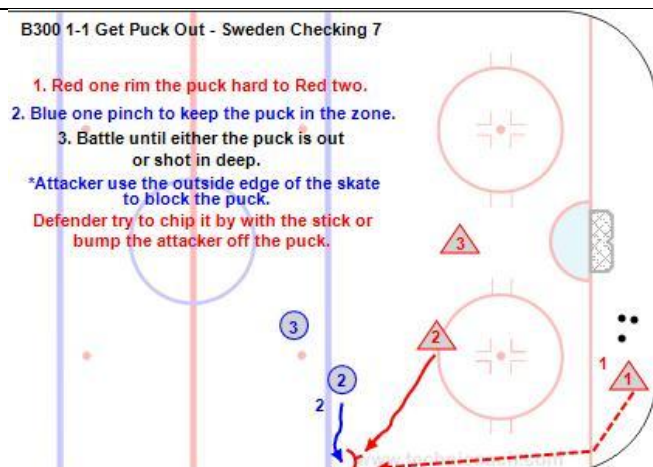 B300 1-1 Get Puck Out - Sweden Checking 7
1. Red one rim the puck hard to Red two.
2. Blue one pinch to keep the puck in the zone.
3. Battle until either the puck is out
or shot in deep.
*Attacker use the outside edge of the skate
to block the puck.
Defender try to chip it by with the stick or
bump the attacker off the puck.
3
3
2
2
2
1
1